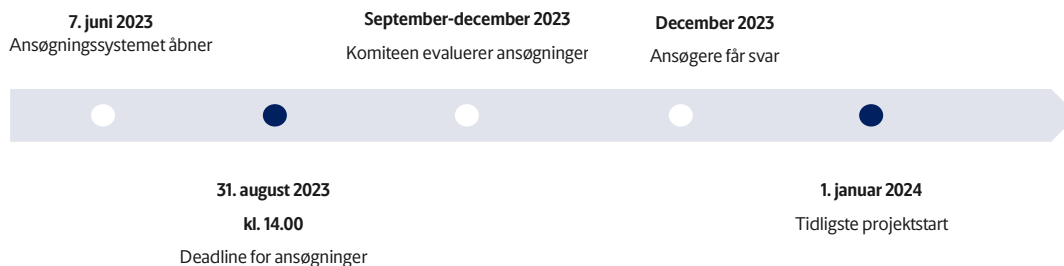 7. juni 2023
Ansøgningssystemet åbner
September-december 2023
Komiteen evaluerer ansøgninger
December 2023
Ansøgere får svar
31. august 2023
kl. 14.00
Deadline for ansøgninger
1. januar 2024
Tidligste projektstart